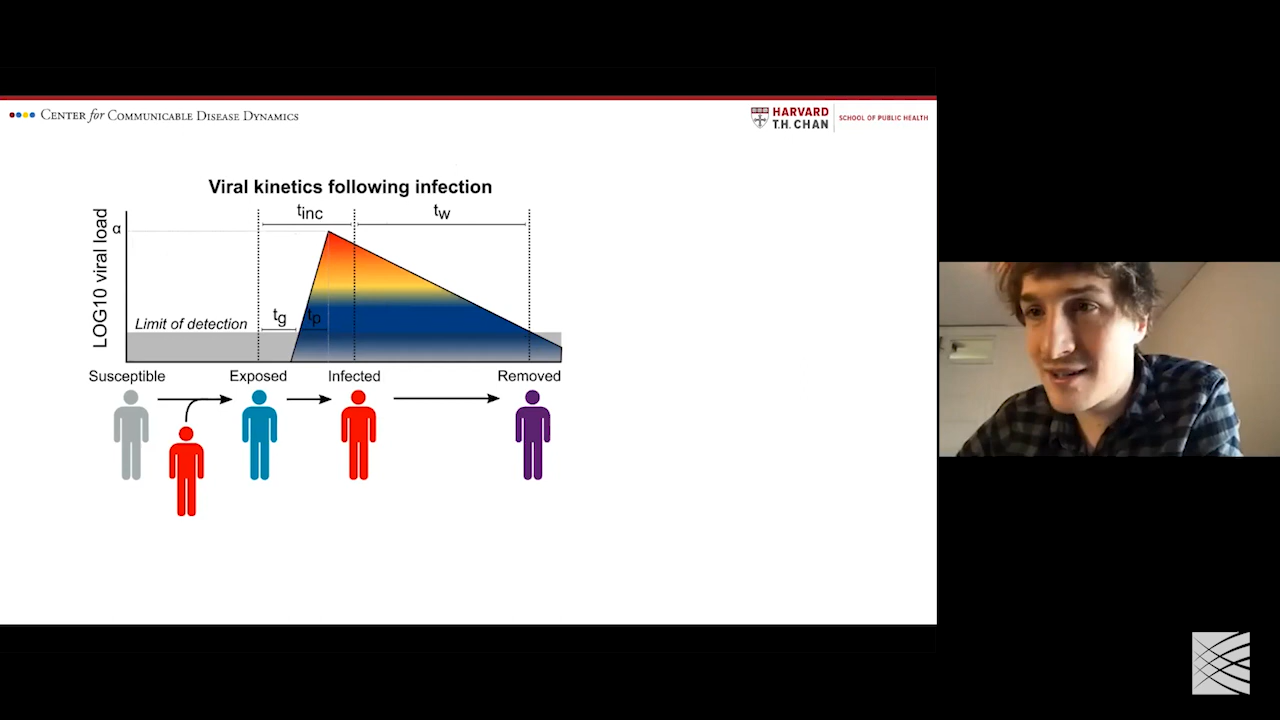 CENTER for COMMUNICABLE DISEASE DYNAMICS
HARVARD
T.H. CHAN
SCHOOL OF PUBLIC HEALTH
Viral kinetics following infection
LOG10 viral load
α
tinc
tw
Limit of detection
tg
tp
Susceptible
Exposed
Infected
Removed